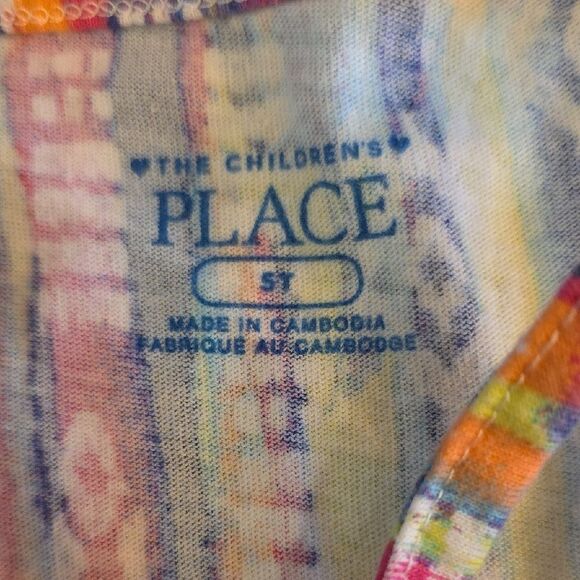 ♥ THE CHILDREN'S ♥
PLACE
5T
MADE IN CAMBODIA
FABRIQUE AU CAMBODGE